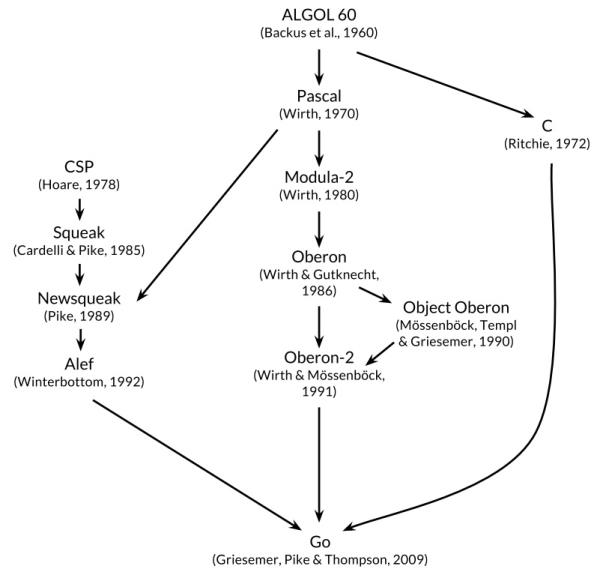 ALGOL 60
(Backus et al., 1960)
Pascal
(Wirth, 1970)
C
(Ritchie, 1972)
CSP
(Hoare, 1978)
Modula-2
(Wirth, 1980)
Squeak
(Cardelli & Pike, 1985)
Oberon
(Wirth & Gutknecht,
1986)
Newsqueak
(Pike, 1989)
Object Oberon
(Mössenböck, Templ
& Griesemer, 1990)
Oberon-2
(Wirth & Mössenböck,
1991)
Alef
(Winterbottom, 1992)
Go
(Griesemer, Pike & Thompson, 2009)